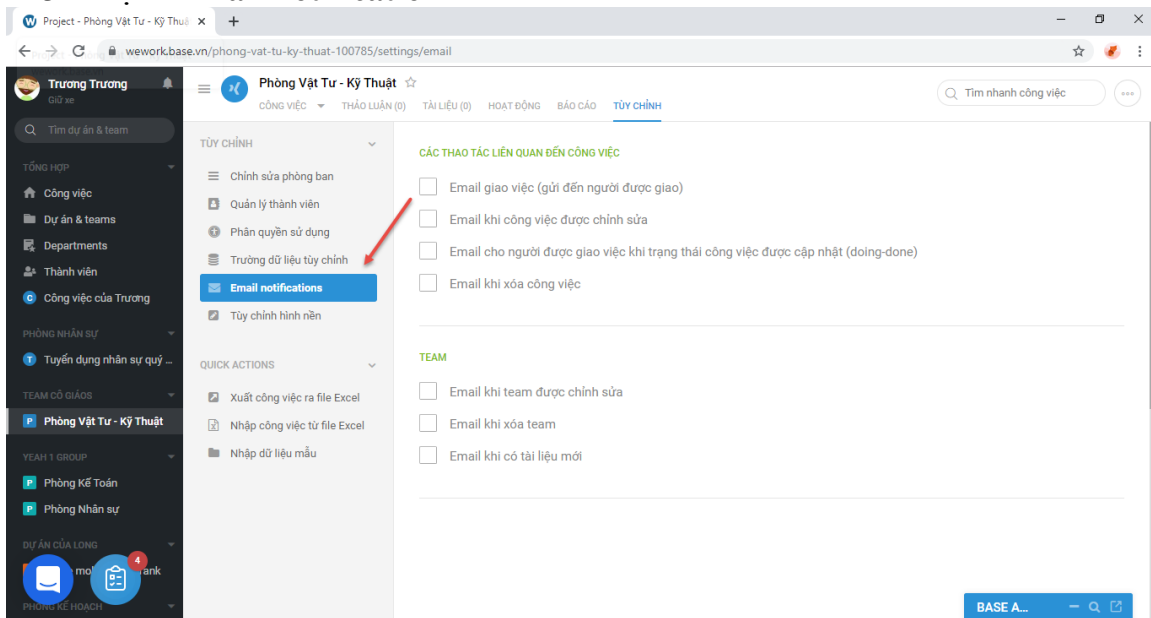 Project - Phòng Vật Tư - Kỹ Thuậ
wework.base.vn/phong-vat-tu-ky-thuat-100785/settings/email
Trương Trương
Giữ xe
Tìm dự án & team
TỔNG HỢP
Công việc
Dự án & teams
Departments
Thành viên
Công việc của Trương
PHÒNG NHÂN SỰ
Tuyển dụng nhân sự quý ...
TEAM CÔ GIÁOS
Phòng Vật Tư - Kỹ Thuật
YEAH 1 GROUP
Phòng Kế Toán
Phòng Nhân sự
DỰ ÁN CỦA LONG
4
PHÒNG KẾ HOẠCH
Phòng Vật Tư - Kỹ Thuật
CÔNG VIỆC THẢO LUẬN (0) TÀI LIỆU (0) HOẠT ĐỘNG BÁO CÁO TÙY CHỈNH
Tìm nhanh công việc
TÙY CHỈNH
Chỉnh sửa phòng ban
Quản lý thành viên
Phân quyền sử dụng
Trường dữ liệu tùy chỉnh
Email notifications
Tùy chỉnh hình nền
QUICK ACTIONS
Xuất công việc ra file Excel
Nhập công việc từ file Excel
Nhập dữ liệu mẫu
CÁC THAO TÁC LIÊN QUAN ĐẾN CÔNG VIỆC
Email giao việc (gửi đến người được giao)
Email khi công việc được chỉnh sửa
Email cho người được giao việc khi trạng thái công việc được cập nhật (doing-done)
Email khi xóa công việc
TEAM
Email khi team được chỉnh sửa
Email khi xóa team
Email khi có tài liệu mới
BASE A...